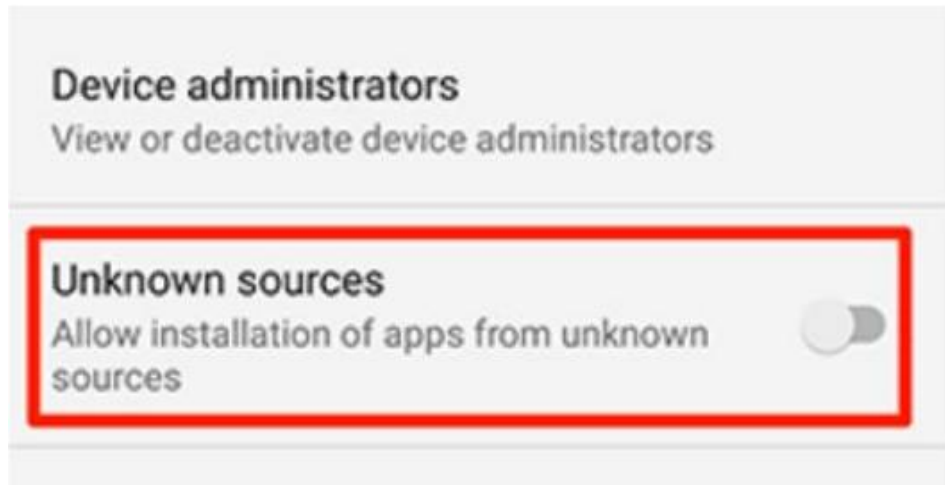 Device administrators
View or deactivate device administrators
Unknown sources
Allow installation of apps from unknown
sources